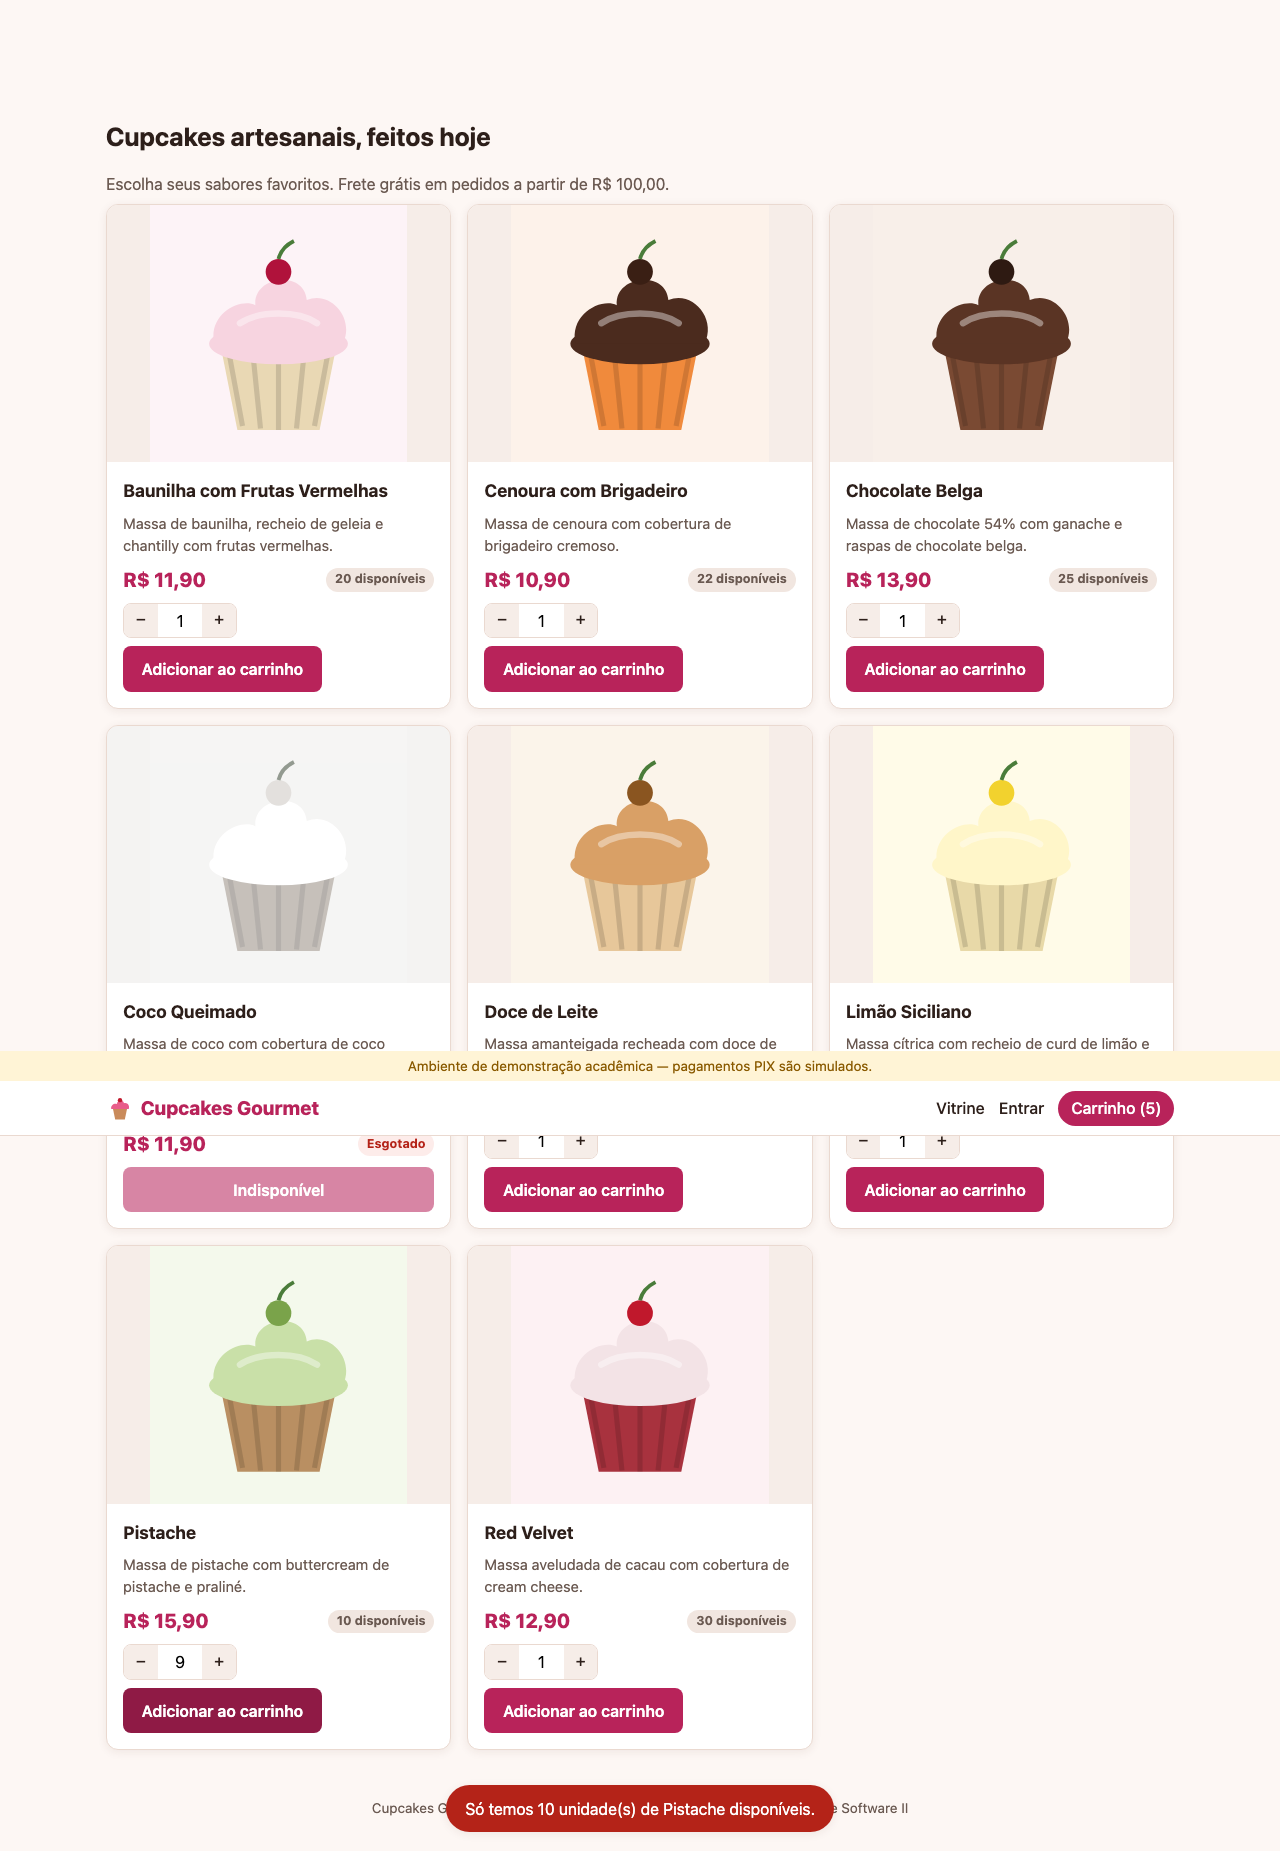 Cupcakes artesanais, feitos hoje
Escolha seus sabores favoritos. Frete grátis em pedidos a partir de R$ 100,00.
Baunilha com Frutas Vermelhas
Massa de baunilha, recheio de geleia e
chantilly com frutas vermelhas.
R$ 11,90
20 disponíveis
− 1 +
Adicionar ao carrinho
Cenoura com Brigadeiro
Massa de cenoura com cobertura de
brigadeiro cremoso.
R$ 10,90
22 disponíveis
− 1 +
Adicionar ao carrinho
Chocolate Belga
Massa de chocolate 54% com ganache e
raspas de chocolate belga.
R$ 13,90
25 disponíveis
− 1 +
Adicionar ao carrinho
Coco Queimado
Massa de coco com cobertura de coco
Doce de Leite
Massa amanteigada recheada com doce de
Limão Siciliano
Massa cítrica com recheio de curd de limão e
Ambiente de demonstração acadêmica — pagamentos PIX são simulados.
Cupcakes Gourmet
Vitrine
Entrar
Carrinho (5)
R$ 11,90
Esgotado
Indisponível
− 1 +
Adicionar ao carrinho
− 1 +
Adicionar ao carrinho
Pistache
Massa de pistache com buttercream de
pistache e praliné.
R$ 15,90
10 disponíveis
− 9 +
Adicionar ao carrinho
Red Velvet
Massa aveludada de cacau com cobertura de
cream cheese.
R$ 12,90
30 disponíveis
− 1 +
Adicionar ao carrinho
Cupcakes
Só temos 10 unidade(s) de Pistache disponíveis.
Software II